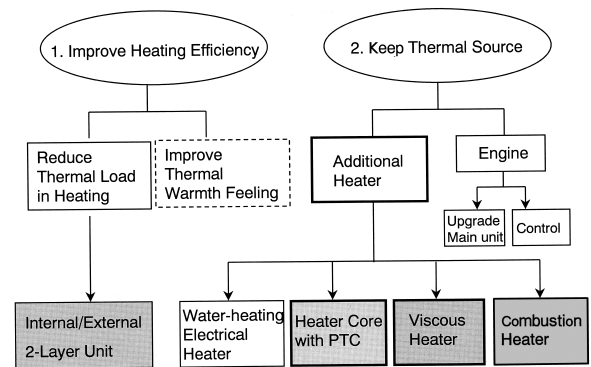 1. Improve Heating Efficiency
2. Keep Thermal Source
Reduce
Thermal Load
in Heating
Improve
Thermal
Warmth Feeling
Additional
Heater
Engine
Upgrade
Main unit
Control
Internal/External
2-Layer Unit
Water-heating
Electrical
Heater
Heater Core
with PTC
Viscous
Heater
Combustion
Heater